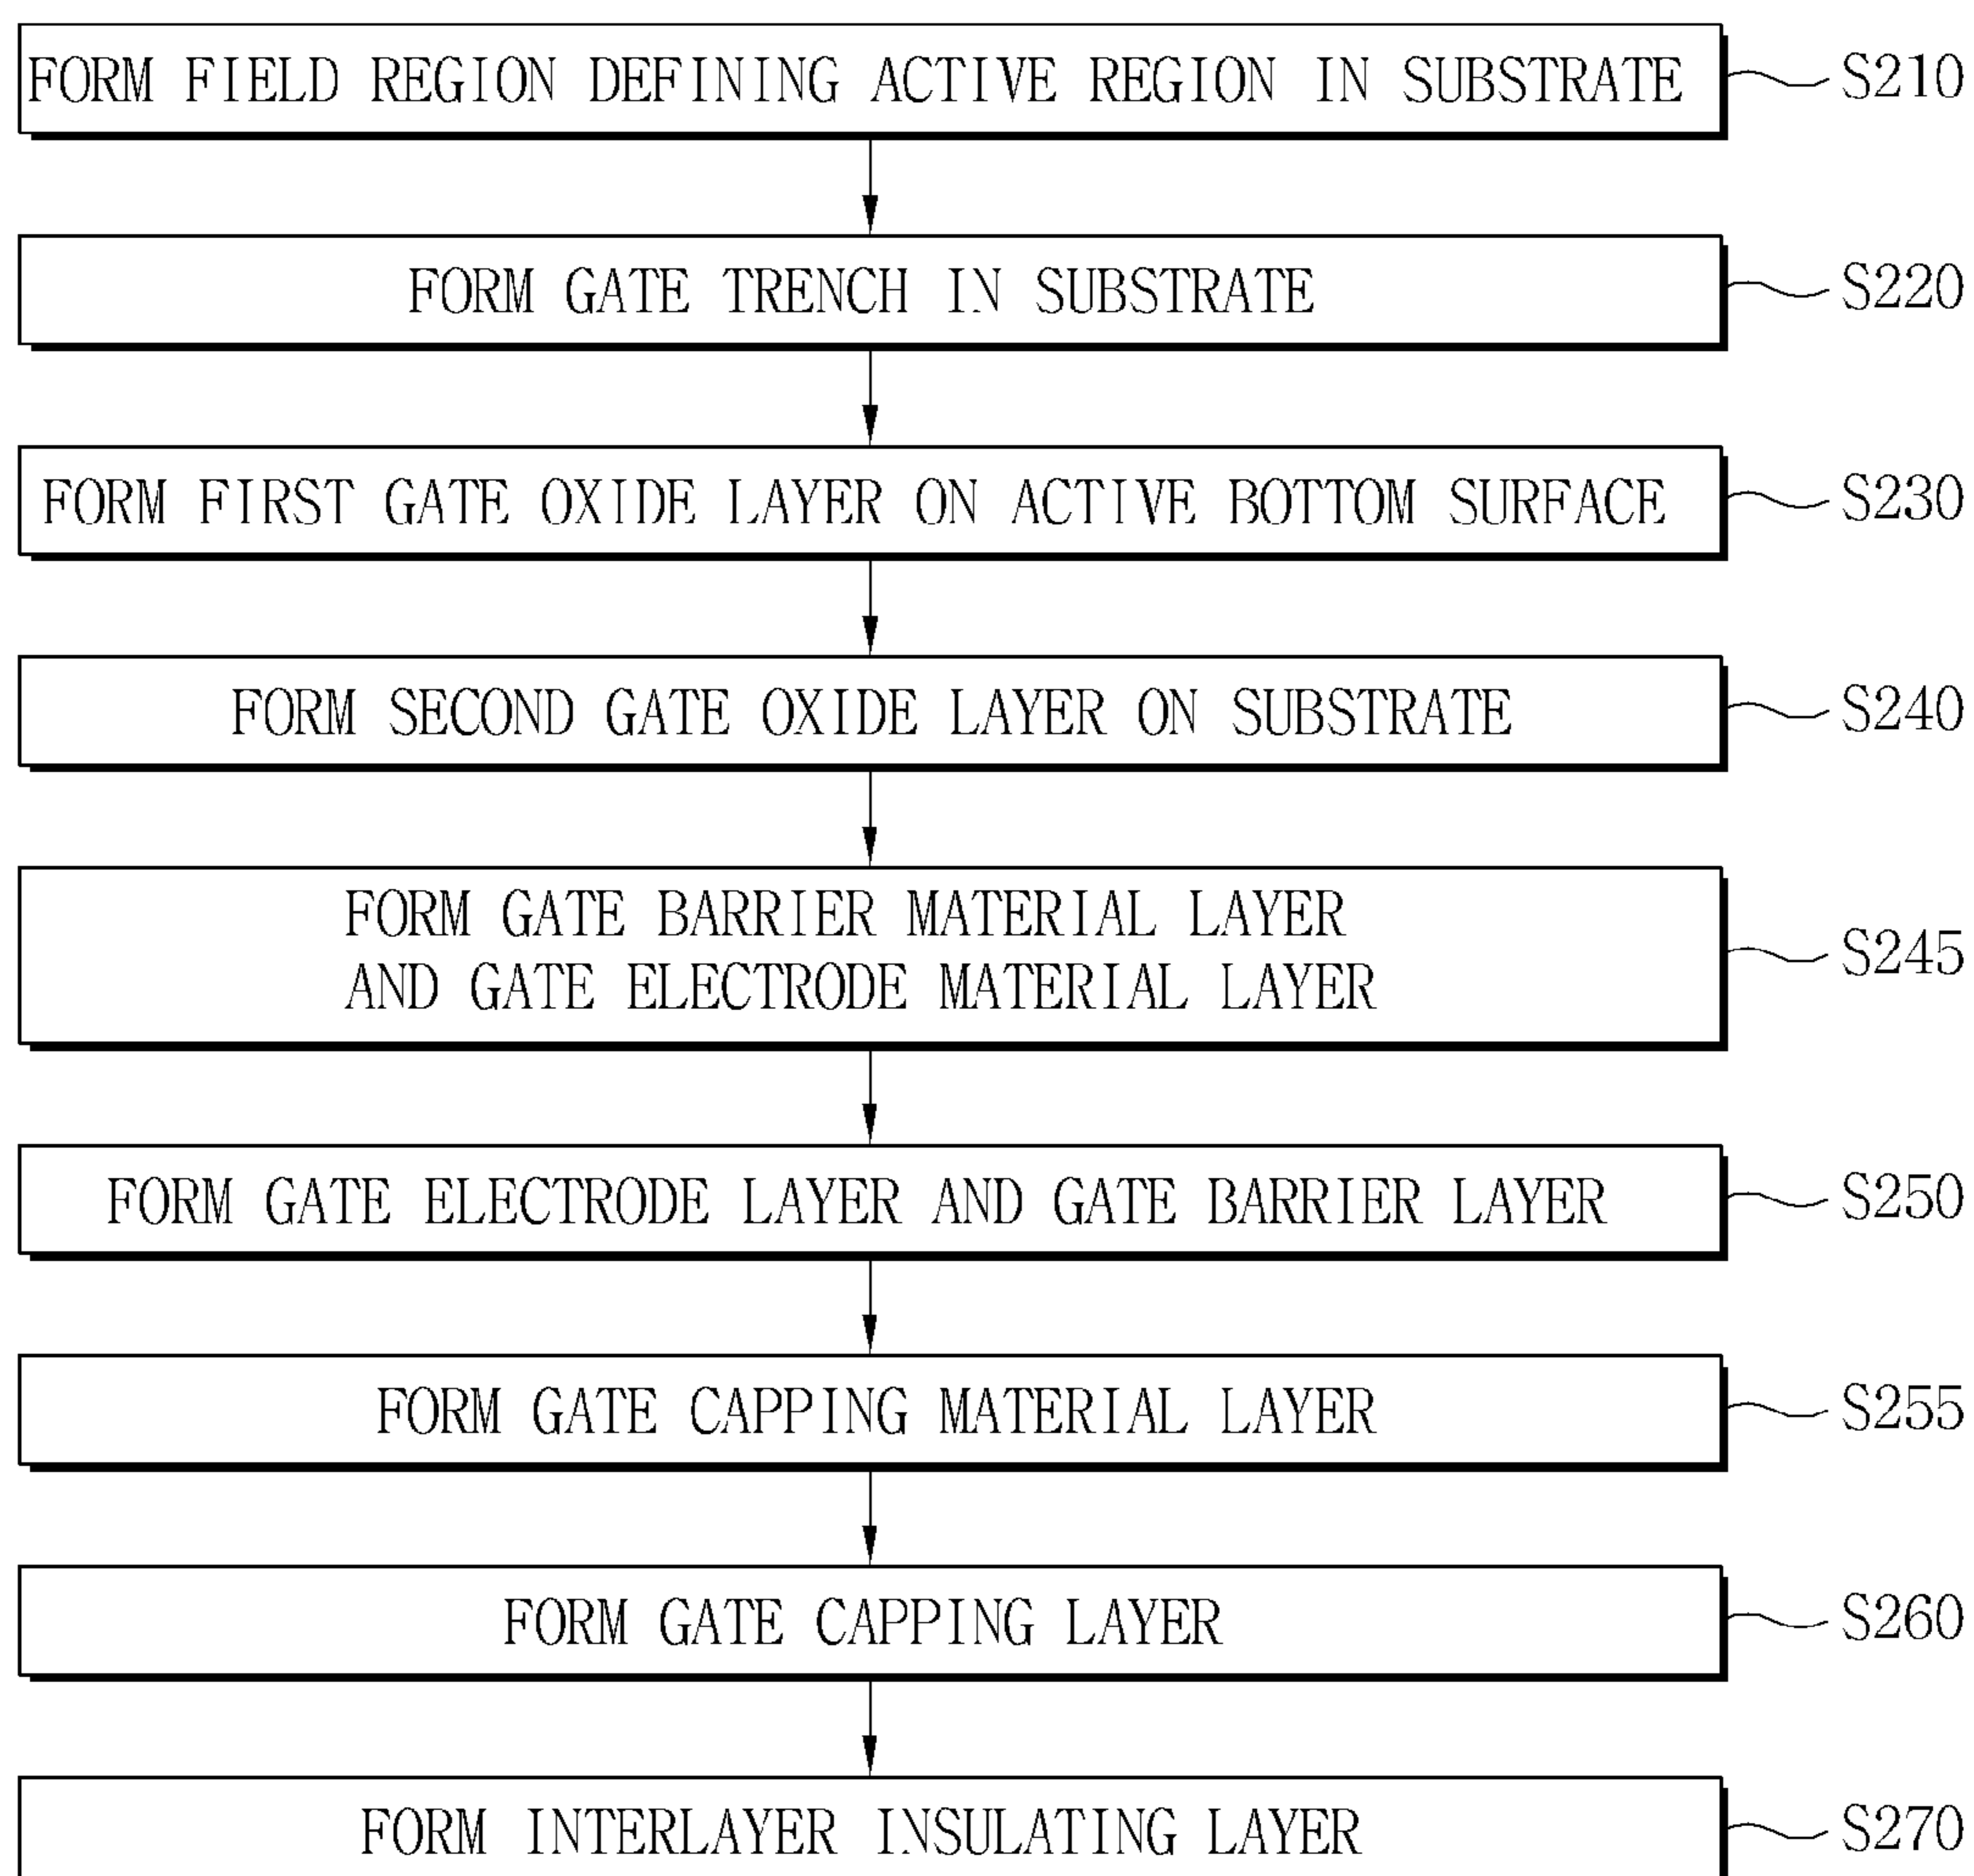 FORM FIELD REGION DEFINING ACTIVE REGION IN SUBSTRATE S210
FORM GATE TRENCH IN SUBSTRATE S220
FORM FIRST GATE OXIDE LAYER ON ACTIVE BOTTOM SURFACE S230
FORM SECOND GATE OXIDE LAYER ON SUBSTRATE S240
FORM GATE BARRIER MATERIAL LAYER
AND GATE ELECTRODE MATERIAL LAYER S245
FORM GATE ELECTRODE LAYER AND GATE BARRIER LAYER S250
FORM GATE CAPPING MATERIAL LAYER S255
FORM GATE CAPPING LAYER S260
FORM INTERLAYER INSULATING LAYER S270